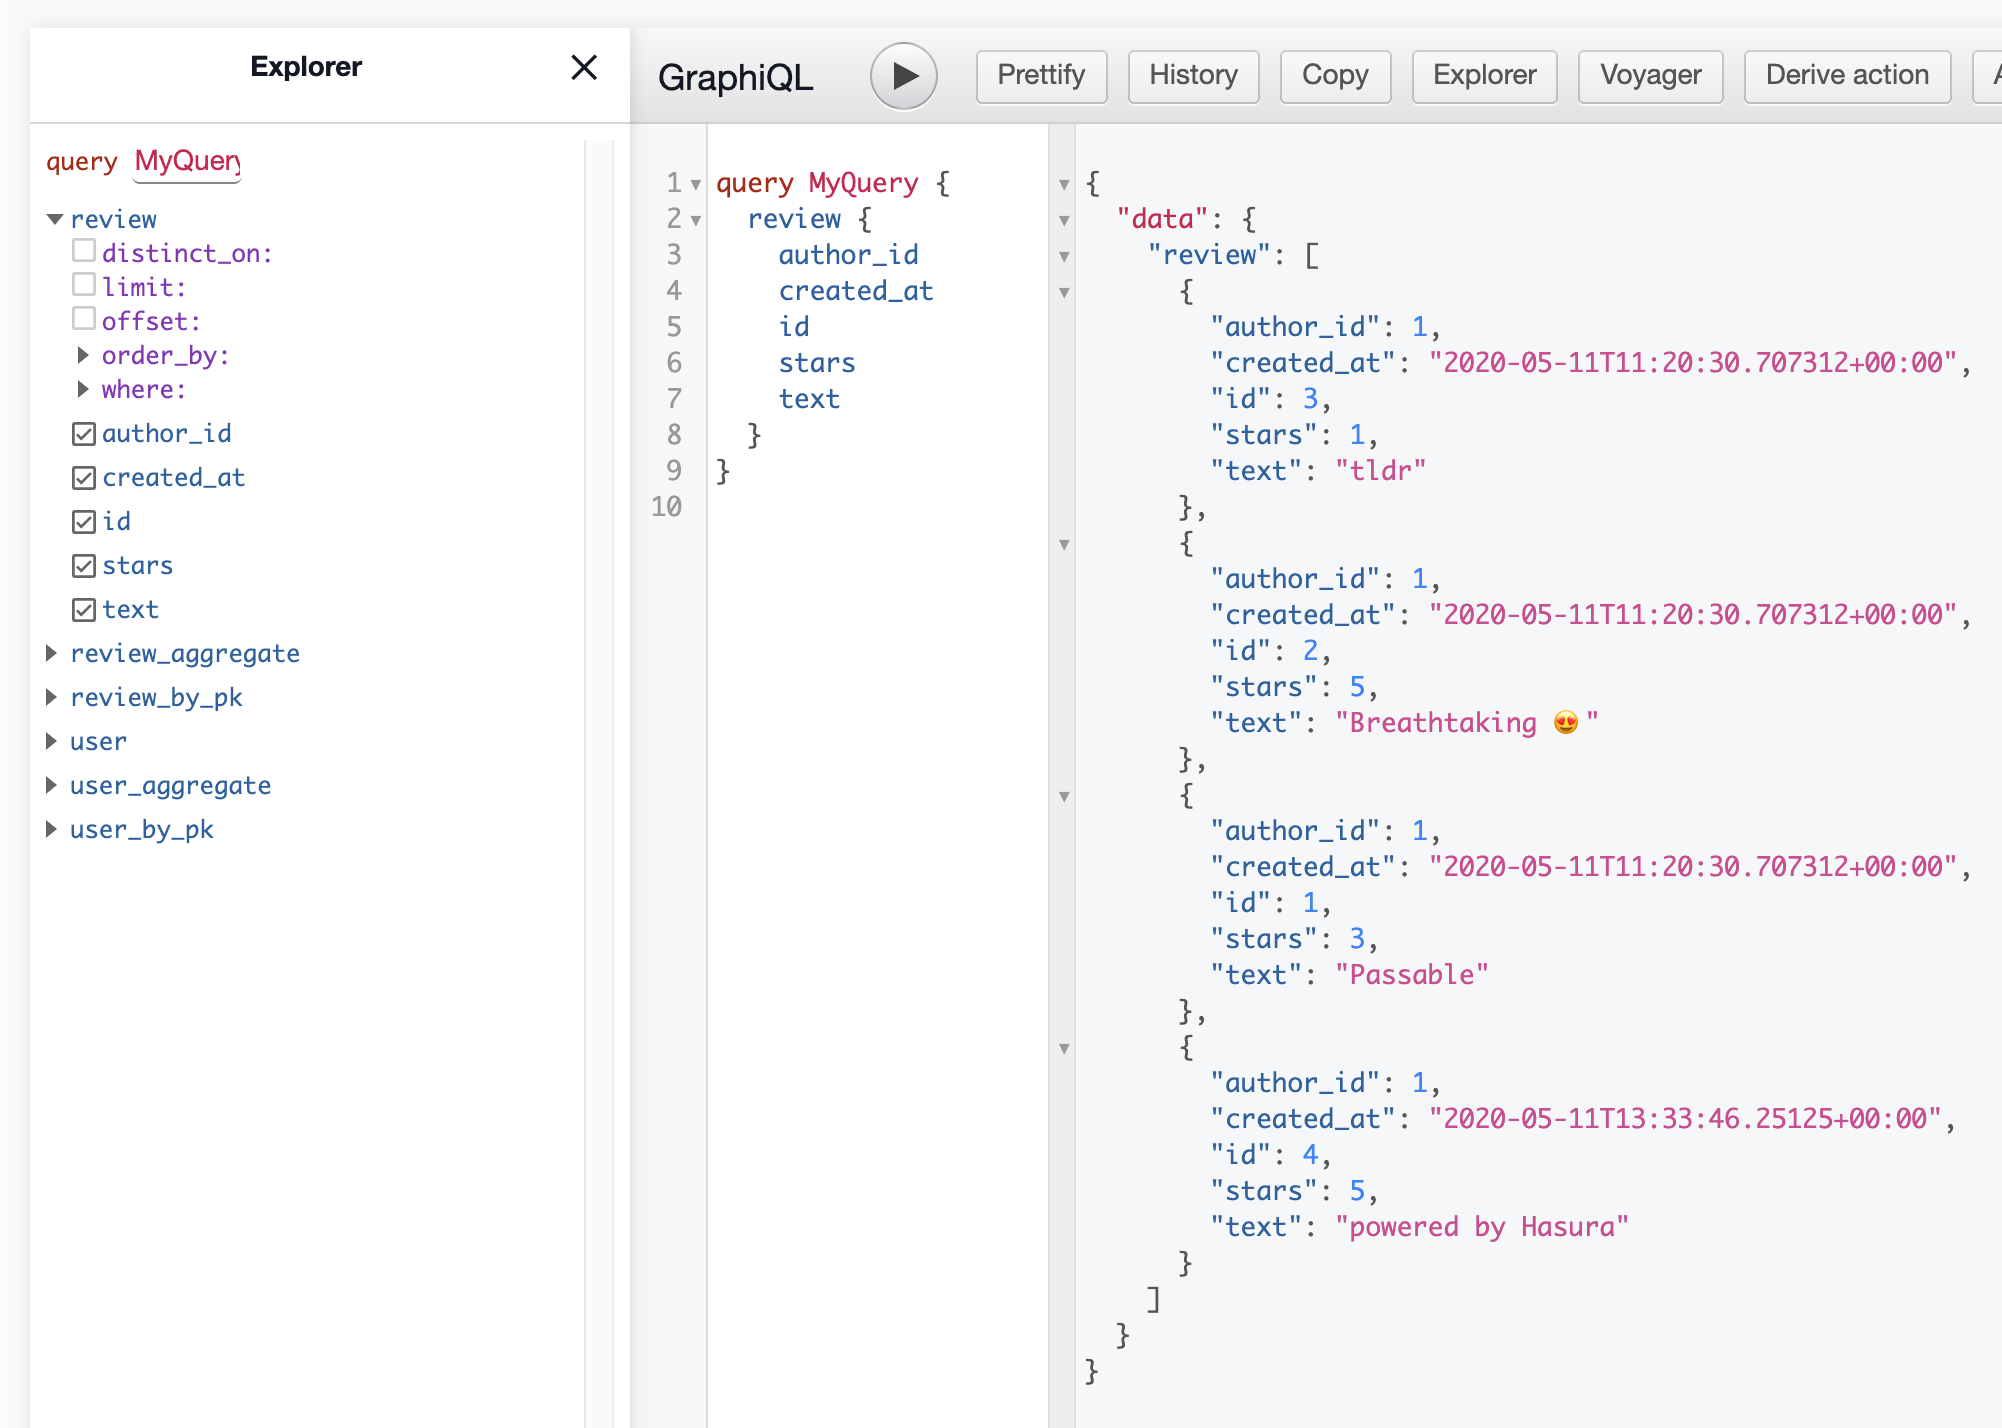 Explorer
query MyQuery
review
distinct_on:
limit:
offset:
order_by:
where:
author_id
created_at
id
stars
text
review_aggregate
review_by_pk
user
user_aggregate
user_by_pk
GraphiQL
Prettify
History
Copy
Explorer
Voyager
Derive action
1 query MyQuery {
2 review {
3 author_id
4 created_at
5 id
6 stars
7 text
8 }
9 }
10
{
"data": {
"review": [
{
"author_id": 1,
"created_at": "2020-05-11T11:20:30.707312+00:00",
"id": 3,
"stars": 1,
"text": "tldr"
},
{
"author_id": 1,
"created_at": "2020-05-11T11:20:30.707312+00:00",
"id": 2,
"stars": 5,
"text": "Breathtaking 😍"
},
{
"author_id": 1,
"created_at": "2020-05-11T11:20:30.707312+00:00",
"id": 1,
"stars": 3,
"text": "Passable"
},
{
"author_id": 1,
"created_at": "2020-05-11T13:33:46.25125+00:00",
"id": 4,
"stars": 5,
"text": "powered by Hasura"
}
]
}
}